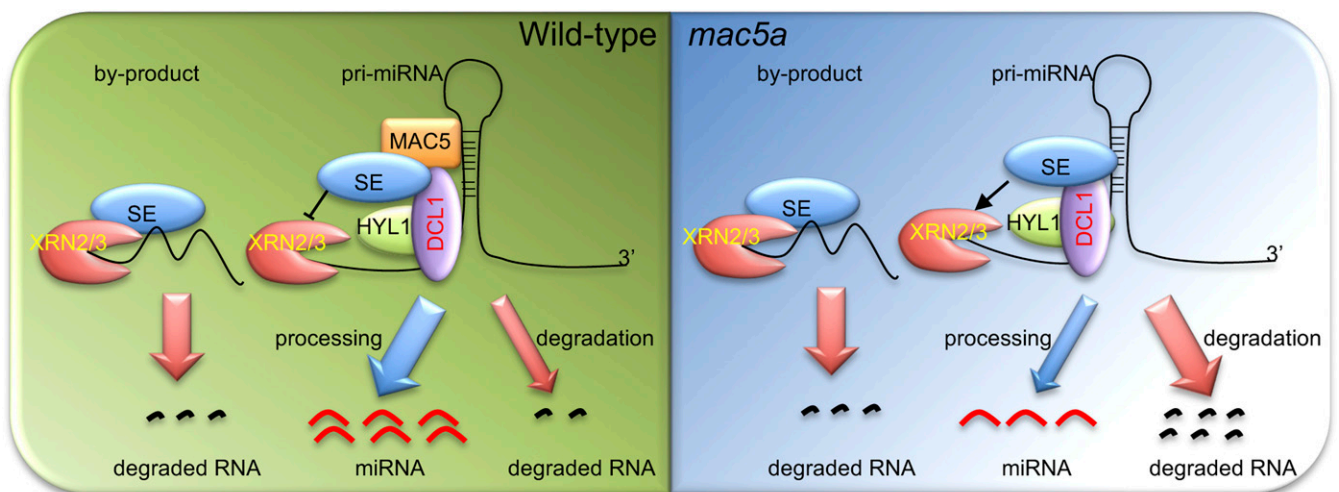 Wild-type
by-product
pri-miRNA
MAC5
SE
SE
HYL1
DCL1
XRN2/3
XRN2/3
3’
processing
degradation
degraded RNA
miRNA
degraded RNA
mac5a
by-product
pri-miRNA
SE
SE
HYL1
DCL1
XRN2/3
XRN2/3
3’
processing
degradation
degraded RNA
miRNA
degraded RNA